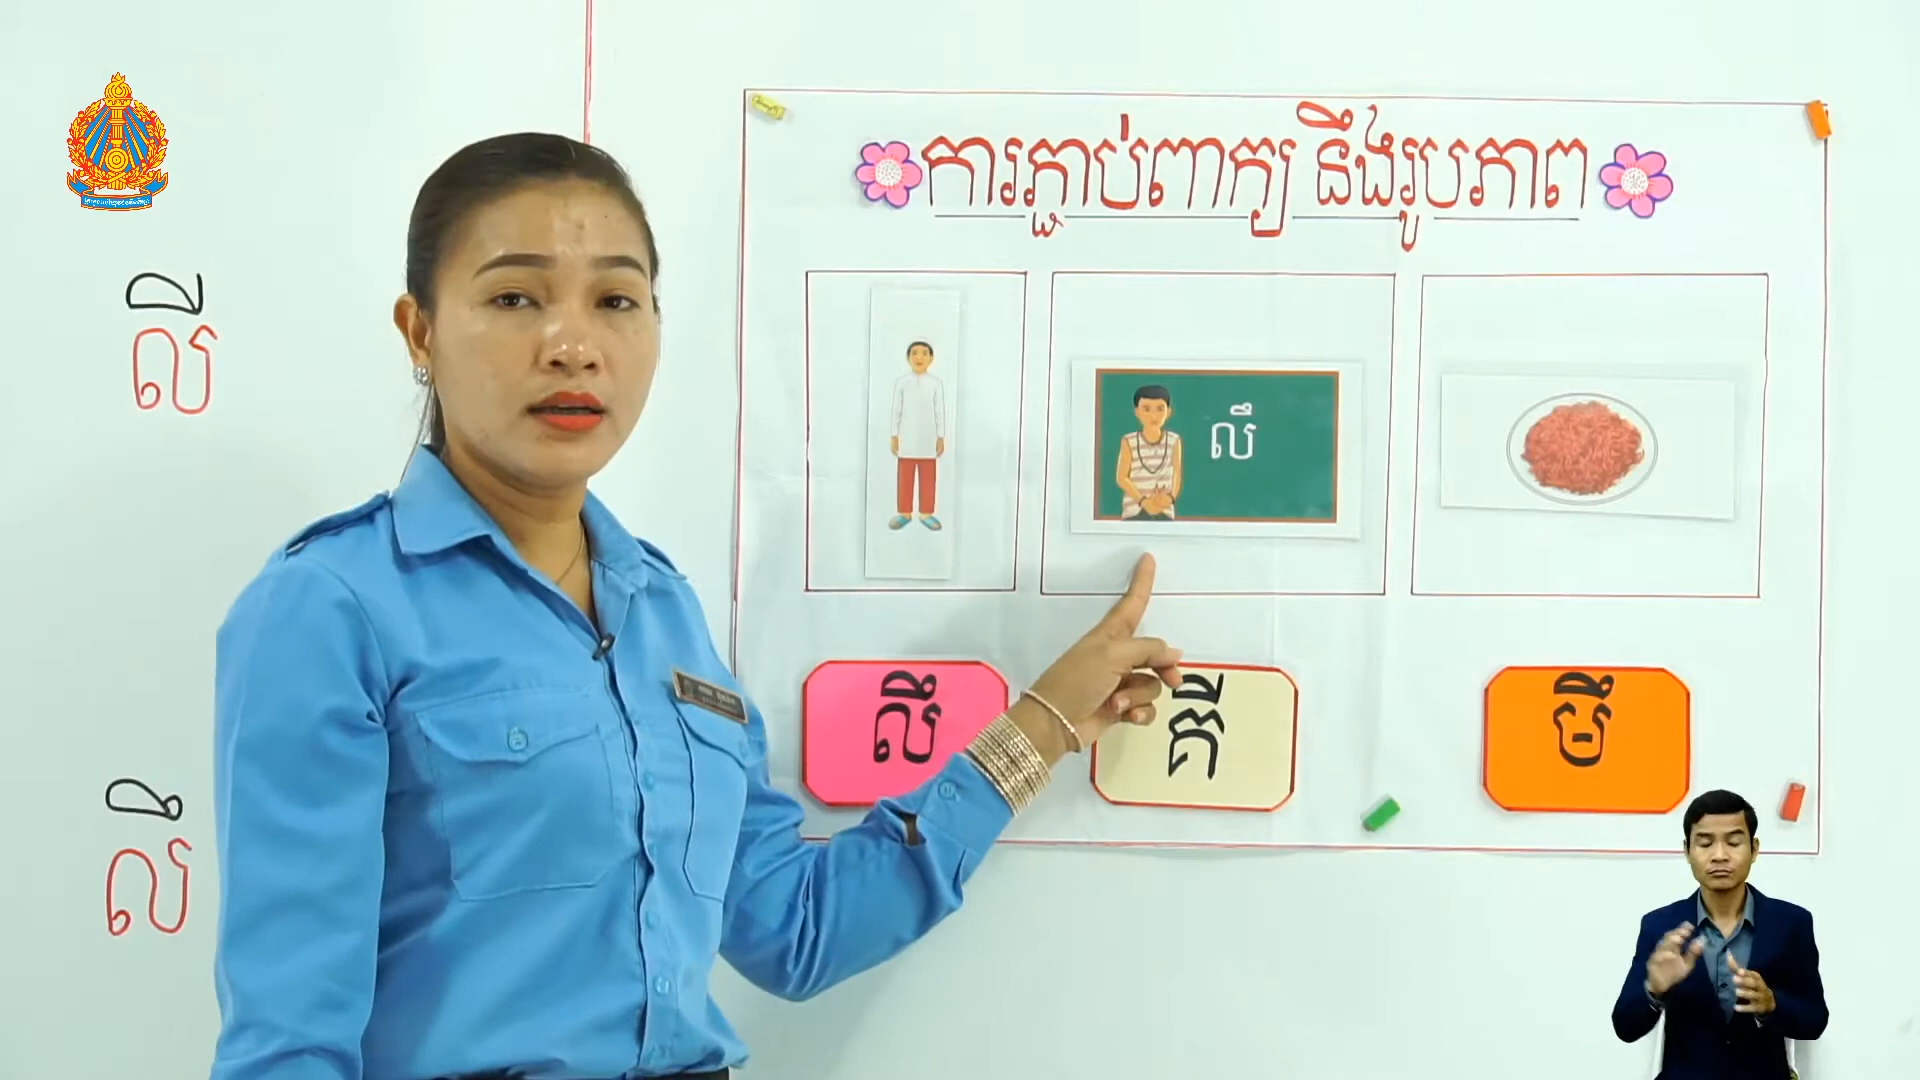 ការភ្ជាប់ពាក្យ នឹងរូបភាព
លី
លឹ
លឹ
លឺ
គី
មី